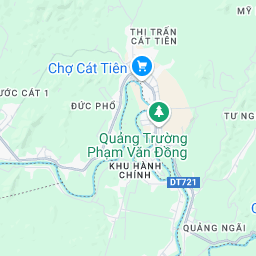 MỸ
THỊ TRẤN
CÁT TIÊN
Chợ Cát Tiên
ƯỚC CÁT 1
ĐỨC PHỔ
TƯ NG
Quảng Trường
Phạm Văn Đồng
KHU HÀNH
CHÍNH
DT721
QUẢNG NGÃI